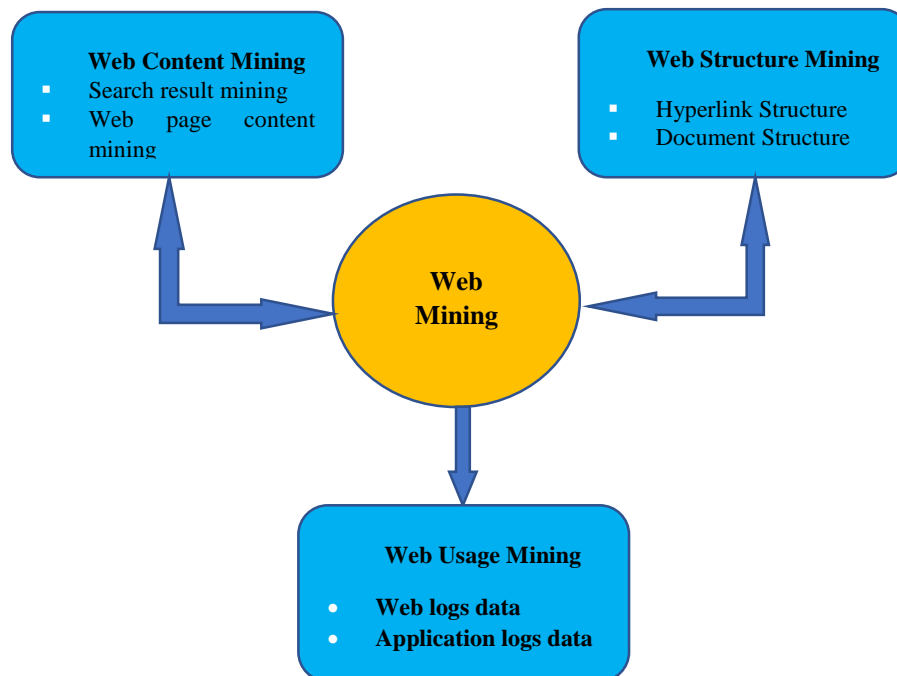 Web Content Mining
Search result mining
Web page content
mining
Web Structure Mining
Hyperlink Structure
Document Structure
Web
Mining
Web Usage Mining
Web logs data
Application logs data